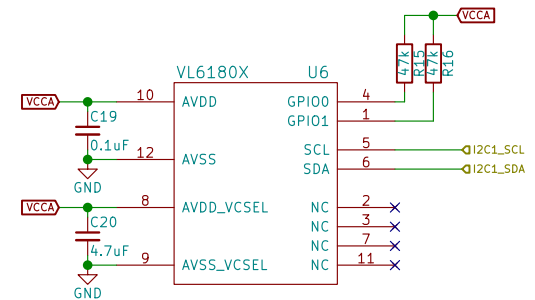 VCCA
VL6180X U6
47k R15 47k R16
VCCA 10 AVDD GPIO0 4
C19 GPIO1 1
0.1uF SCL 5 I2C1_SCL
12 AVSS SDA 6 I2C1_SDA
GND
VCCA 8 AVDD_VCSEL NC 2
C20 NC 3
4.7uF NC 7
9 AVSS_VCSEL NC 11
GND